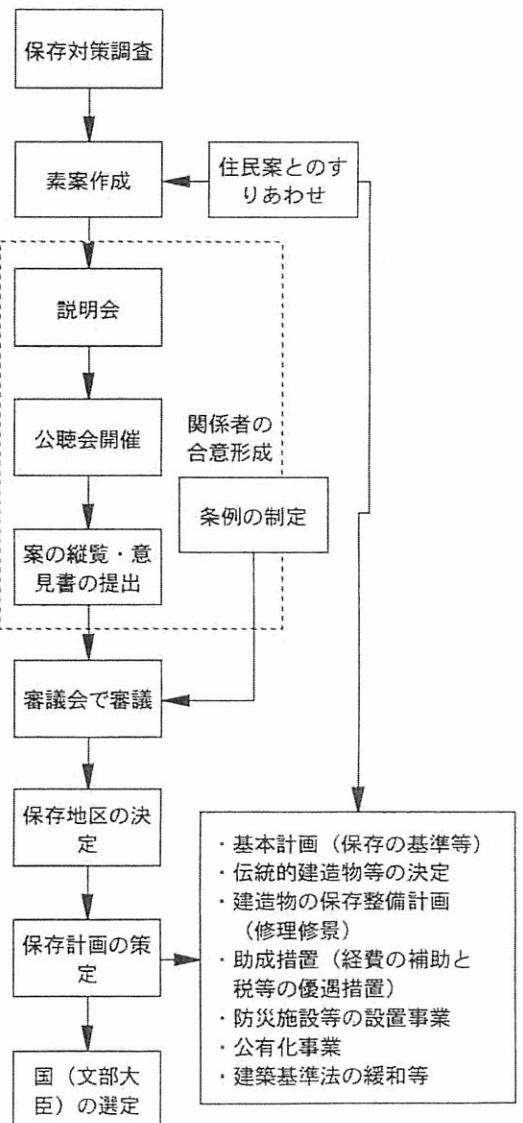 保存対策調査
素案作成
住民案とのす
りあわせ
説明会
公聴会開催
関係者の
合意形成
条例の制定
案の縦覧・意
見書の提出
審議会で審議
保存地区の決
定
保存計画の策
定
・基本計画（保存の基準等）
・伝統的建造物等の決定
・建造物の保存整備計画
（修理修景）
・助成措置（経費の補助と
税等の優遇措置）
・防災施設等の設置事業
・公有化事業
・建築基準法の緩和等
国（文部大
臣）の選定